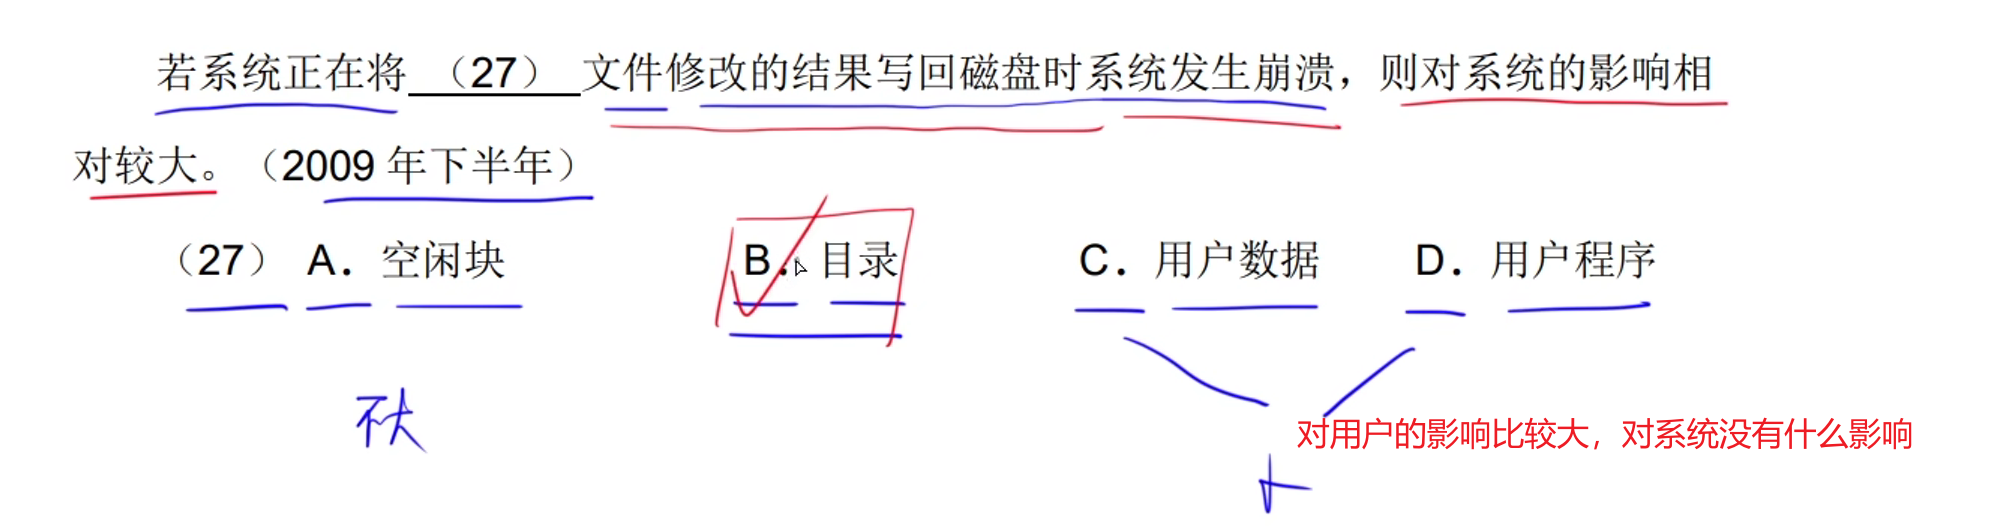 若系统正在将 （27） 文件修改的结果写回磁盘时系统发生崩溃，则对系统的影响相
对较大。（2009 年下半年）
（27） A．空闲块 B．目录 C．用户数据 D．用户程序
不大
对用户的影响比较大，对系统没有什么影响